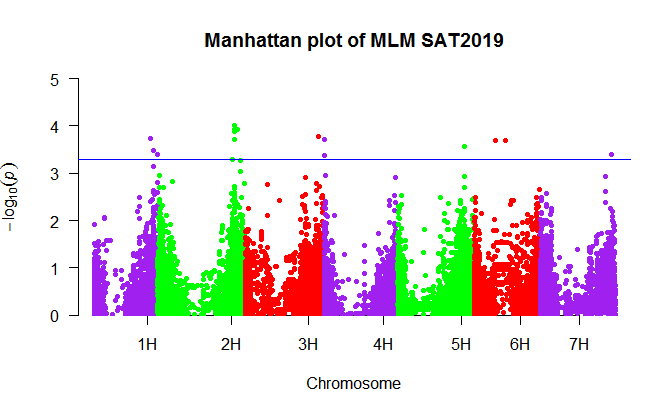 Manhattan plot of MLM SAT2019
5
4
3
2
1
0
−log10(p)
1H 2H 3H 4H 5H 6H 7H
Chromosome